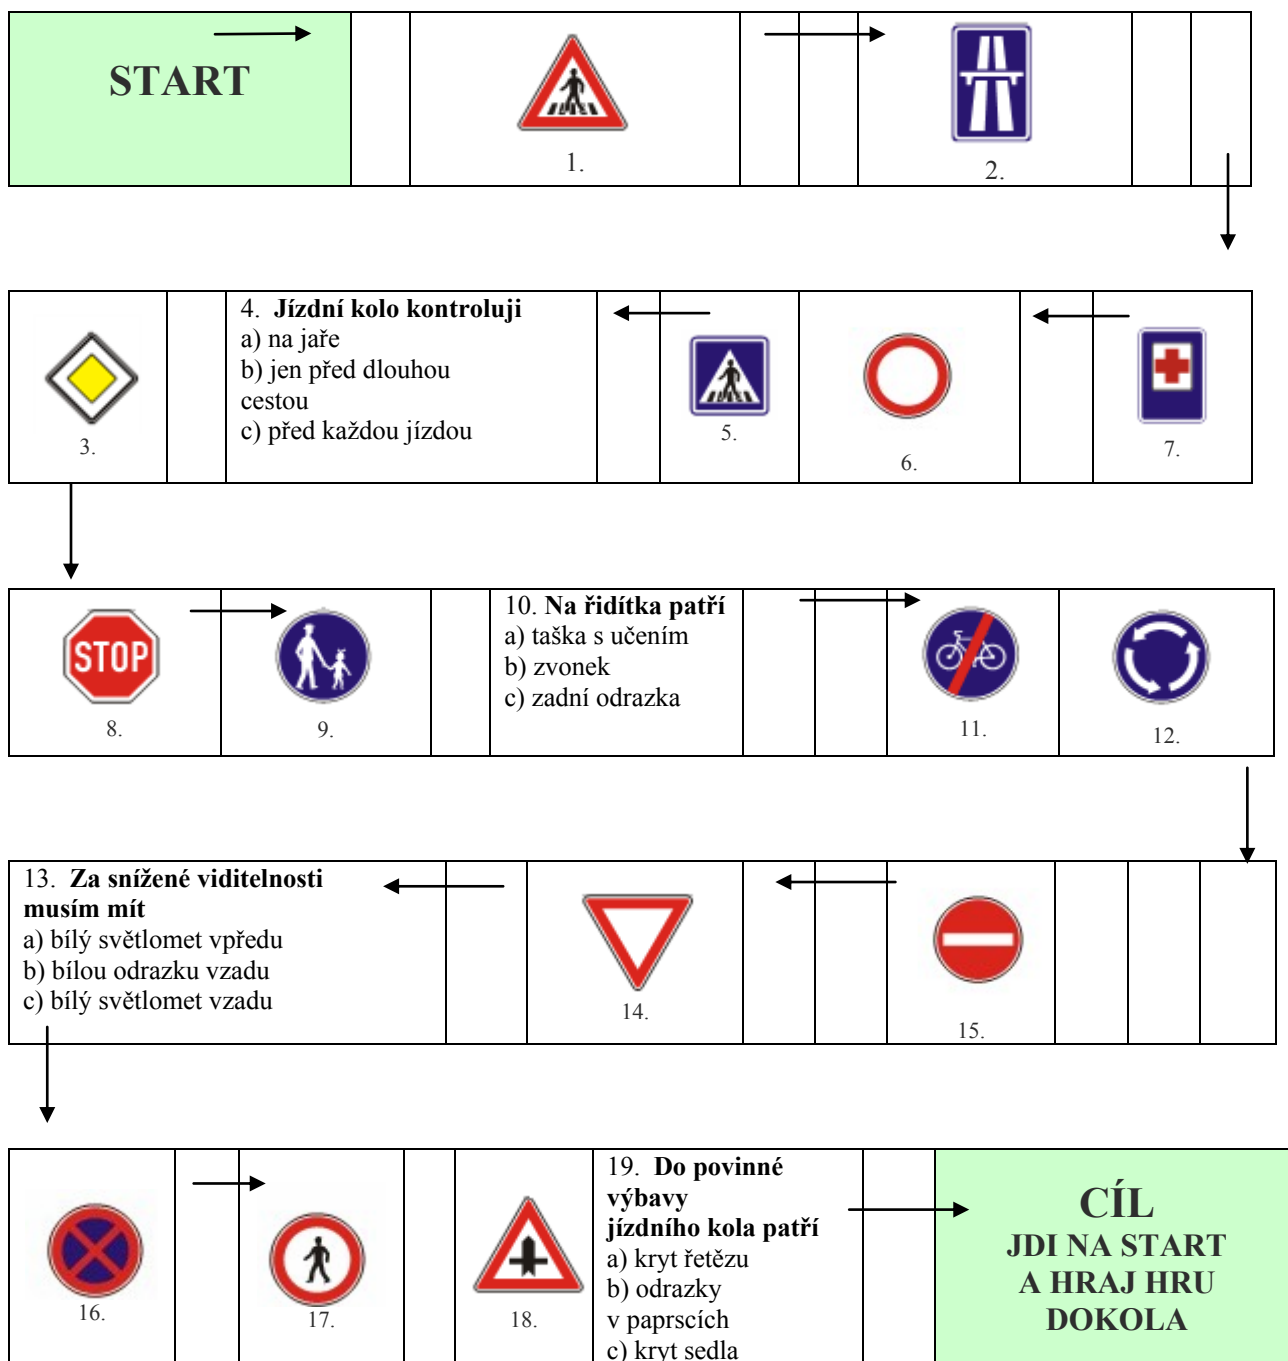 START
1.
2.
3.
4. Jízdní kolo kontroluji
a) na jaře
b) jen před dlouhou
cestou
c) před každou jízdou
5.
6.
7.
STOP
8.
9.
10. Na řidítka patří
a) taška s učením
b) zvonek
c) zadní odrazka
11.
12.
13. Za snížené viditelnosti
musím mít
a) bílý světlomet vpředu
b) bílou odrazku vzadu
c) bílý světlomet vzadu
14.
15.
16.
17.
18.
19. Do povinné
výbavy
jízdního kola patří
a) kryt řetězu
b) odrazky
v paprscích
c) kryt sedla
CÍL
JDI NA START
A HRAJ HRU
DOKOLA